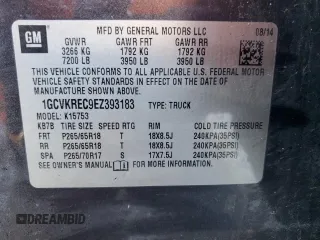 GM
MFD BY GENERAL MOTORS LLC
08/14
GVWR GAWR FRT GAWR RR
3266 KG 1792 KG 1792 KG
7200 LB 3950 LB 3950 LB
THIS VEHICLE CONFORMS TO ALL APPLICABLE U.S. FEDERAL MOTOR
VEHICLE SAFETY STANDARDS IN EFFECT ON THE DATE OF
MANUFACTURE SHOWN ABOVE.
1GCVKREC9EZ393183 TYPE: TRUCK
MODEL: K15753
KB7B TIRE SIZE SPEED RTG RIM COLD TIRE PRESSURE
FRT P265/65R18 T 18X8.5J 240KPA(35PSI)
RR P265/65R18 T 18X8.5J 240KPA(35PSI)
SPA P265/70R17 S 17X7.5J 240KPA(35PSI)
SEE OWNER'S MANUAL FOR MORE INFORMATION.
DREAMBID